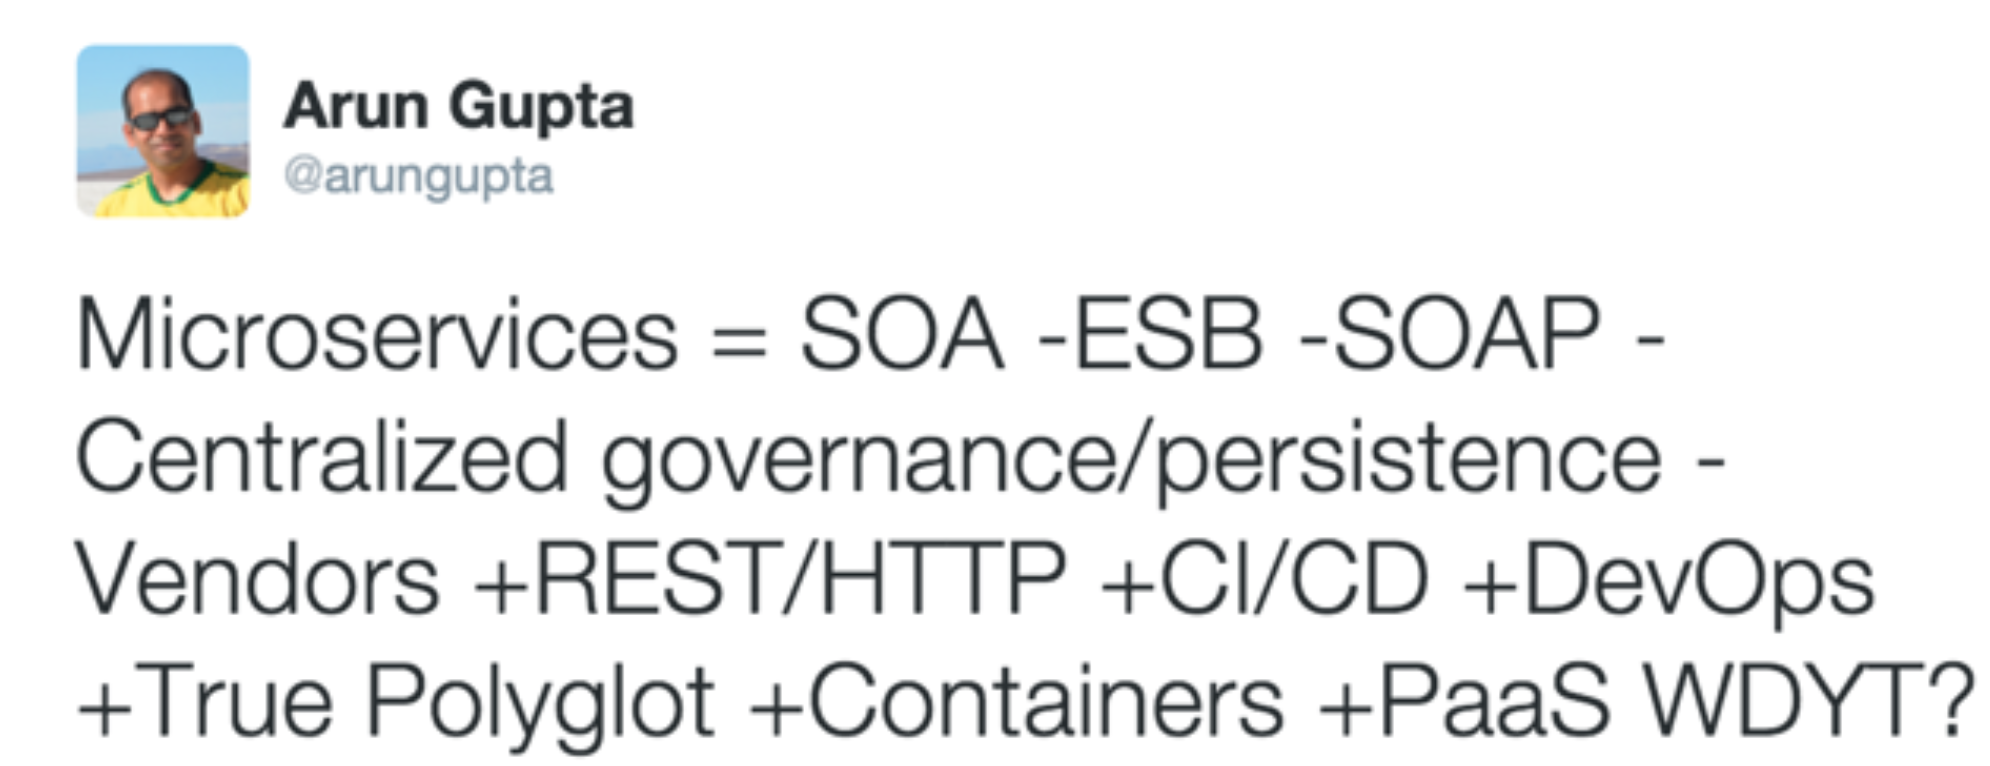 Arun Gupta
@arungupta
Microservices = SOA -ESB -SOAP -
Centralized governance/persistence -
Vendors +REST/HTTP +CI/CD +DevOps
+True Polyglot +Containers +PaaS WDYT?